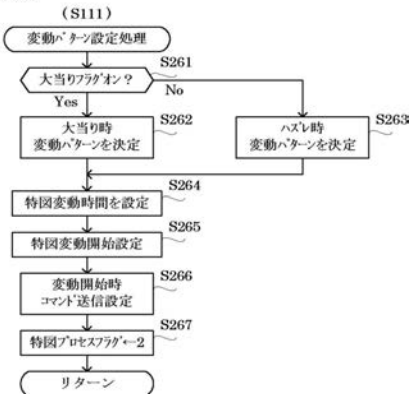 (S111)
変動パターン設定処理
S261
大当りフラグオン?
Yes
No
S262
大当り時
変動パターンを決定
S263
ハズレ時
変動パターンを決定
S264
特図変動時間を設定
S265
特図変動開始設定
S266
変動開始時
コマンド送信設定
S267
特図プロセスフラグ←2
リターン